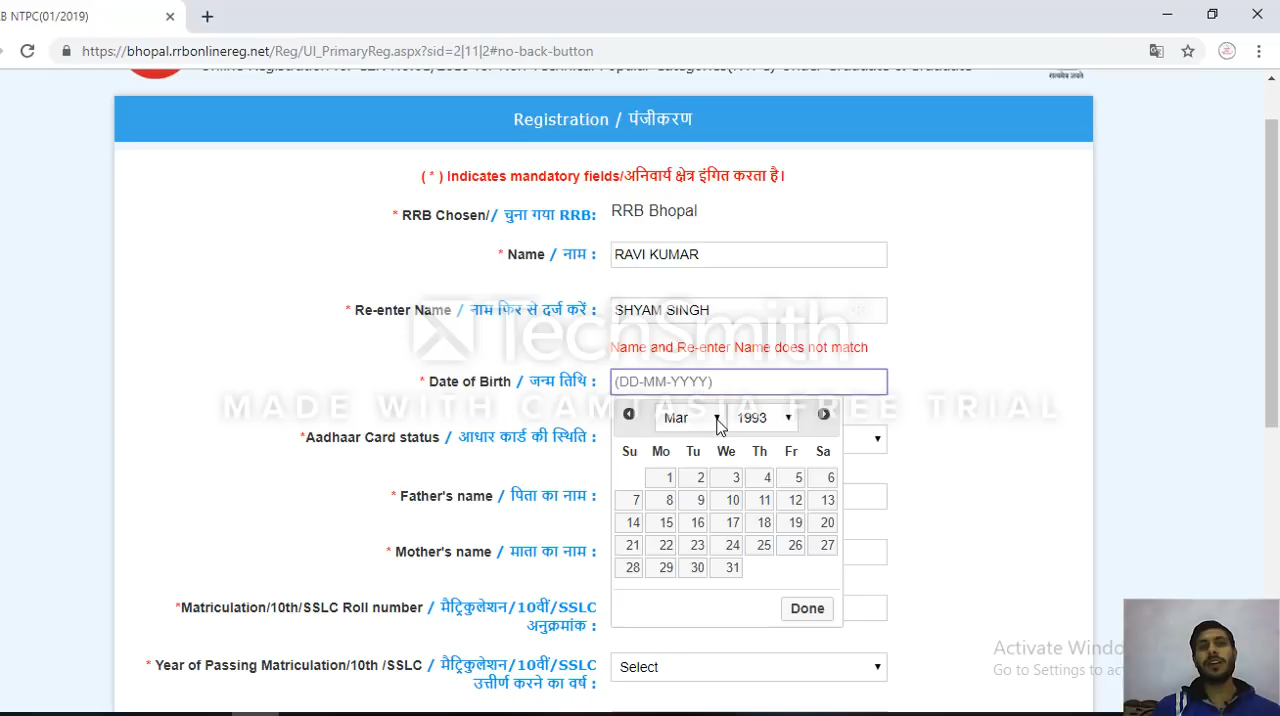 B NTPC(01/2019)
https://bhopal.rrbonlinereg.net/Reg/UI_PrimaryReg.aspx?sid=2|11|2#no-back-button
सत्यमेव जयते
Registration / पंजीकरण
( * ) Indicates mandatory fields/अनिवार्य क्षेत्र इंगित करता है।
* RRB Chosen/ चुना गया RRB: RRB Bhopal
* Name / नाम : RAVI KUMAR
* Re-enter Name / नाम फिर से दर्ज करें : SHYAM SINGH
TechSmith
Name and Re-enter Name does not match
* Date of Birth / जन्म तिथि : (DD-MM-YYYY)
MADE WITH CAMTASIA FREE TRIAL
Mar 1993
*Aadhaar Card status / आधार कार्ड की स्थिति :
Su Mo Tu We Th Fr Sa
1 2 3 4 5 6
* Father's name / पिता का नाम : 7 8 9 10 11 12 13
14 15 16 17 18 19 20
* Mother's name / माता का नाम : 21 22 23 24 25 26 27
28 29 30 31
*Matriculation/10th/SSLC Roll number / मैट्रिकुलेशन/10वीं/SSLC Done
अनुक्रमांक :
Activate Windo
* Year of Passing Matriculation/10th /SSLC / मैट्रिकुलेशन/10वीं/SSLC Select
Go to Settings to ac
उत्तीर्ण करने का वर्ष :